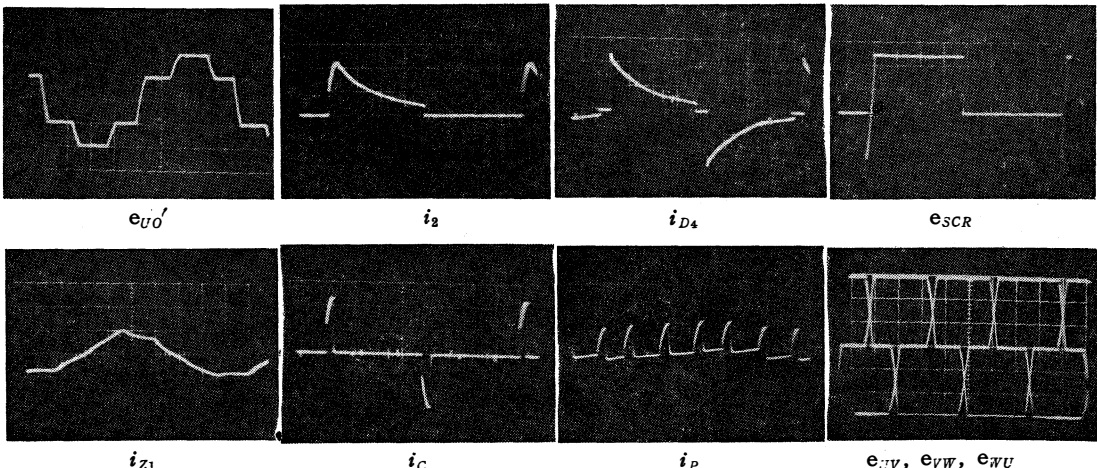 e_UO′ i_2 i_D4 e_SCR
i_Z1 i_C i_P e_UV, e_VW, e_WU